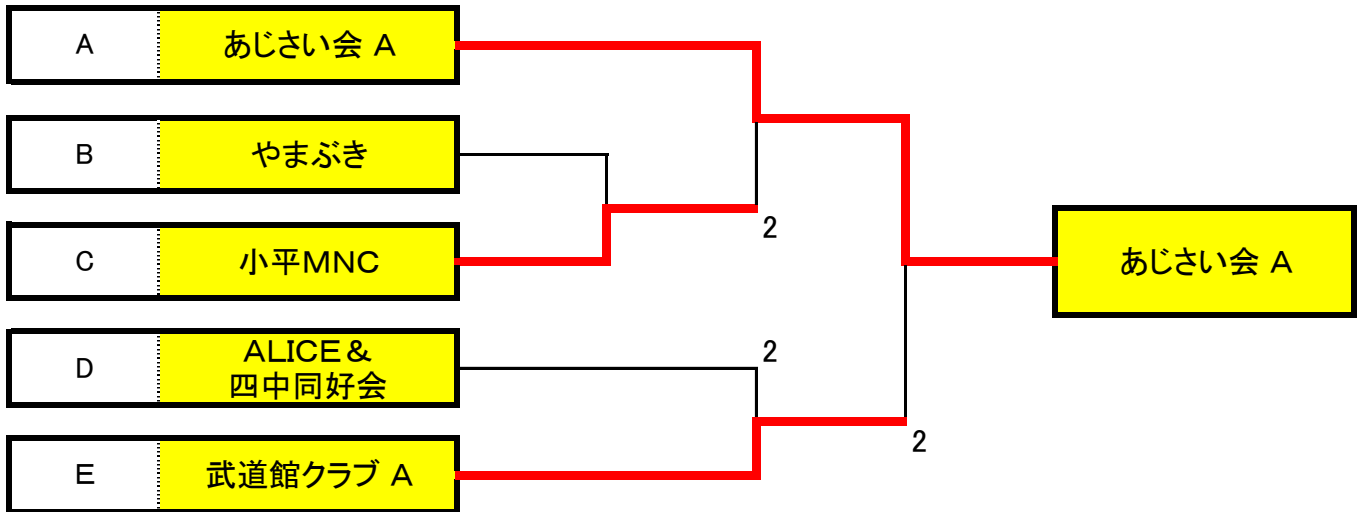 A あじさい会 A
B やまぶき
2
C 小平MNC
あじさい会 A
D ALICE&
四中同好会
2
2
E 武道館クラブ A